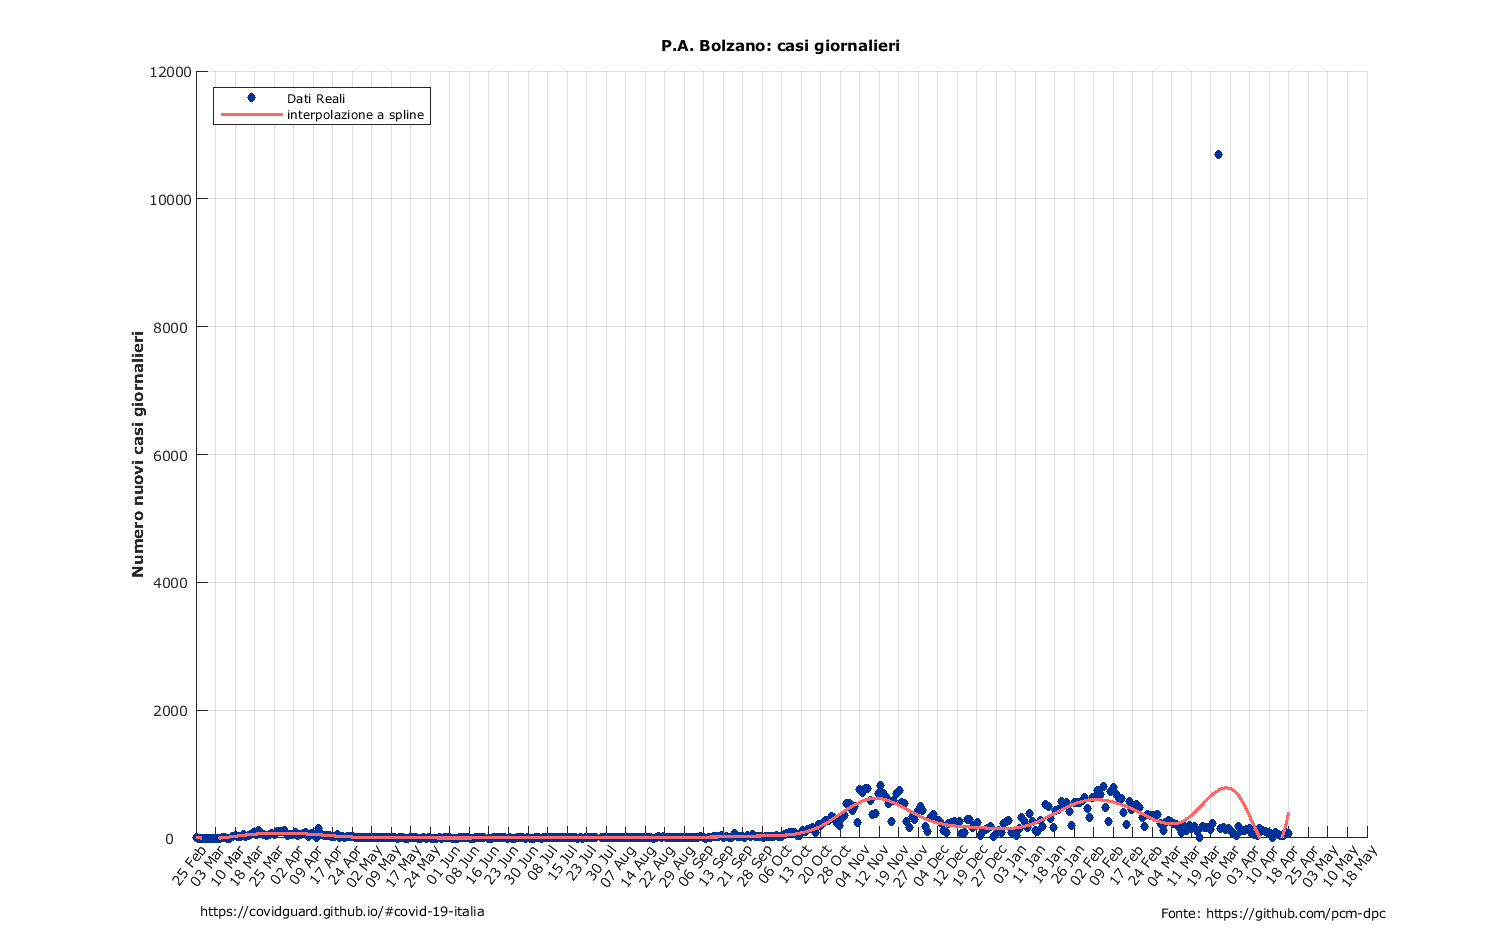 P.A. Bolzano: casi giornalieri
Dati Reali
interpolazione a spline
Numero nuovi casi giornalieri
12000
10000
8000
6000
4000
2000
0
25 Feb
03 Mar
10 Mar
18 Mar
25 Mar
02 Apr
09 Apr
17 Apr
24 Apr
02 May
09 May
17 May
24 May
01 Jun
08 Jun
16 Jun
23 Jun
30 Jun
08 Jul
15 Jul
23 Jul
30 Jul
07 Aug
14 Aug
22 Aug
29 Aug
06 Sep
13 Sep
21 Sep
28 Sep
06 Oct
13 Oct
20 Oct
28 Oct
04 Nov
12 Nov
19 Nov
27 Nov
04 Dec
12 Dec
19 Dec
27 Dec
03 Jan
11 Jan
18 Jan
26 Jan
02 Feb
09 Feb
17 Feb
24 Feb
04 Mar
11 Mar
19 Mar
26 Mar
03 Apr
10 Apr
18 Apr
25 Apr
03 May
10 May
18 May
https://covidguard.github.io/#covid-19-italia
Fonte: https://github.com/pcm-dpc